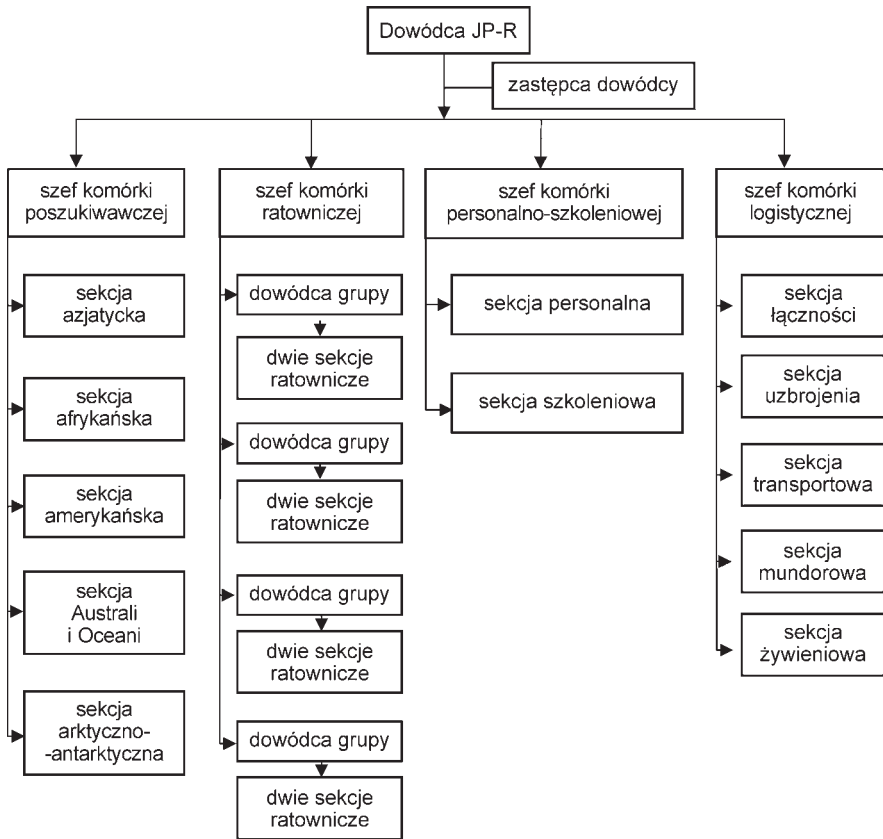 Dowódca JP-R
zastępca dowódcy
szef komórki
poszukiwawczej
sekcja
azjatycka
sekcja
afrykańska
sekcja
amerykańska
sekcja
Australi
i Oceani
sekcja
arktyczno-
-antarktyczna
szef komórki
ratowniczej
dowódca grupy
dwie sekcje
ratownicze
dowódca grupy
dwie sekcje
ratownicze
dowódca grupy
dwie sekcje
ratownicze
dowódca grupy
dwie sekcje
ratownicze
szef komórki
personalno-szkoleniowej
sekcja personalna
sekcja szkoleniowa
szef komórki
logistycznej
sekcja
łączności
sekcja
uzbrojenia
sekcja
transportowa
sekcja
mundorowa
sekcja
żywieniowa